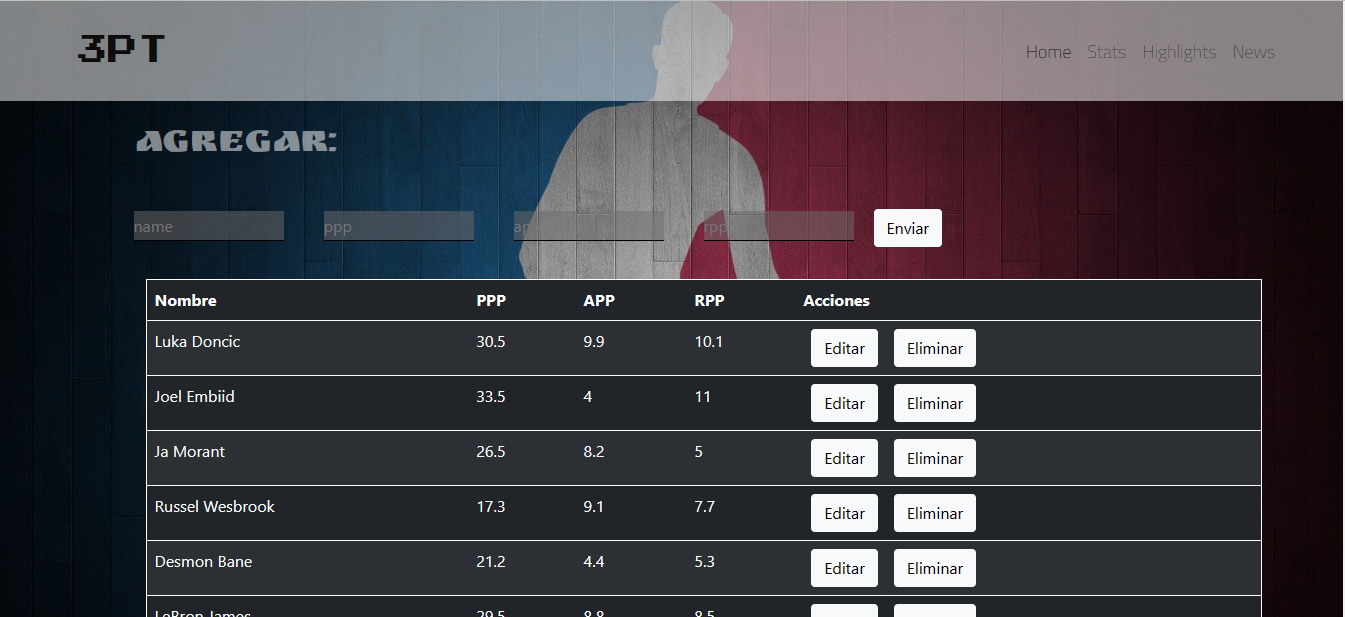 3PT
Home Stats Highlights News
AGREGAR:
name ppp app rpp Enviar
Nombre PPP APP RPP Acciones
Luka Doncic 30.5 9.9 10.1 Editar Eliminar
Joel Embiid 33.5 4 11 Editar Eliminar
Ja Morant 26.5 8.2 5 Editar Eliminar
Russel Wesbrook 17.3 9.1 7.7 Editar Eliminar
Desmon Bane 21.2 4.4 5.3 Editar Eliminar
LeBron James 29.5 8.8 8.5